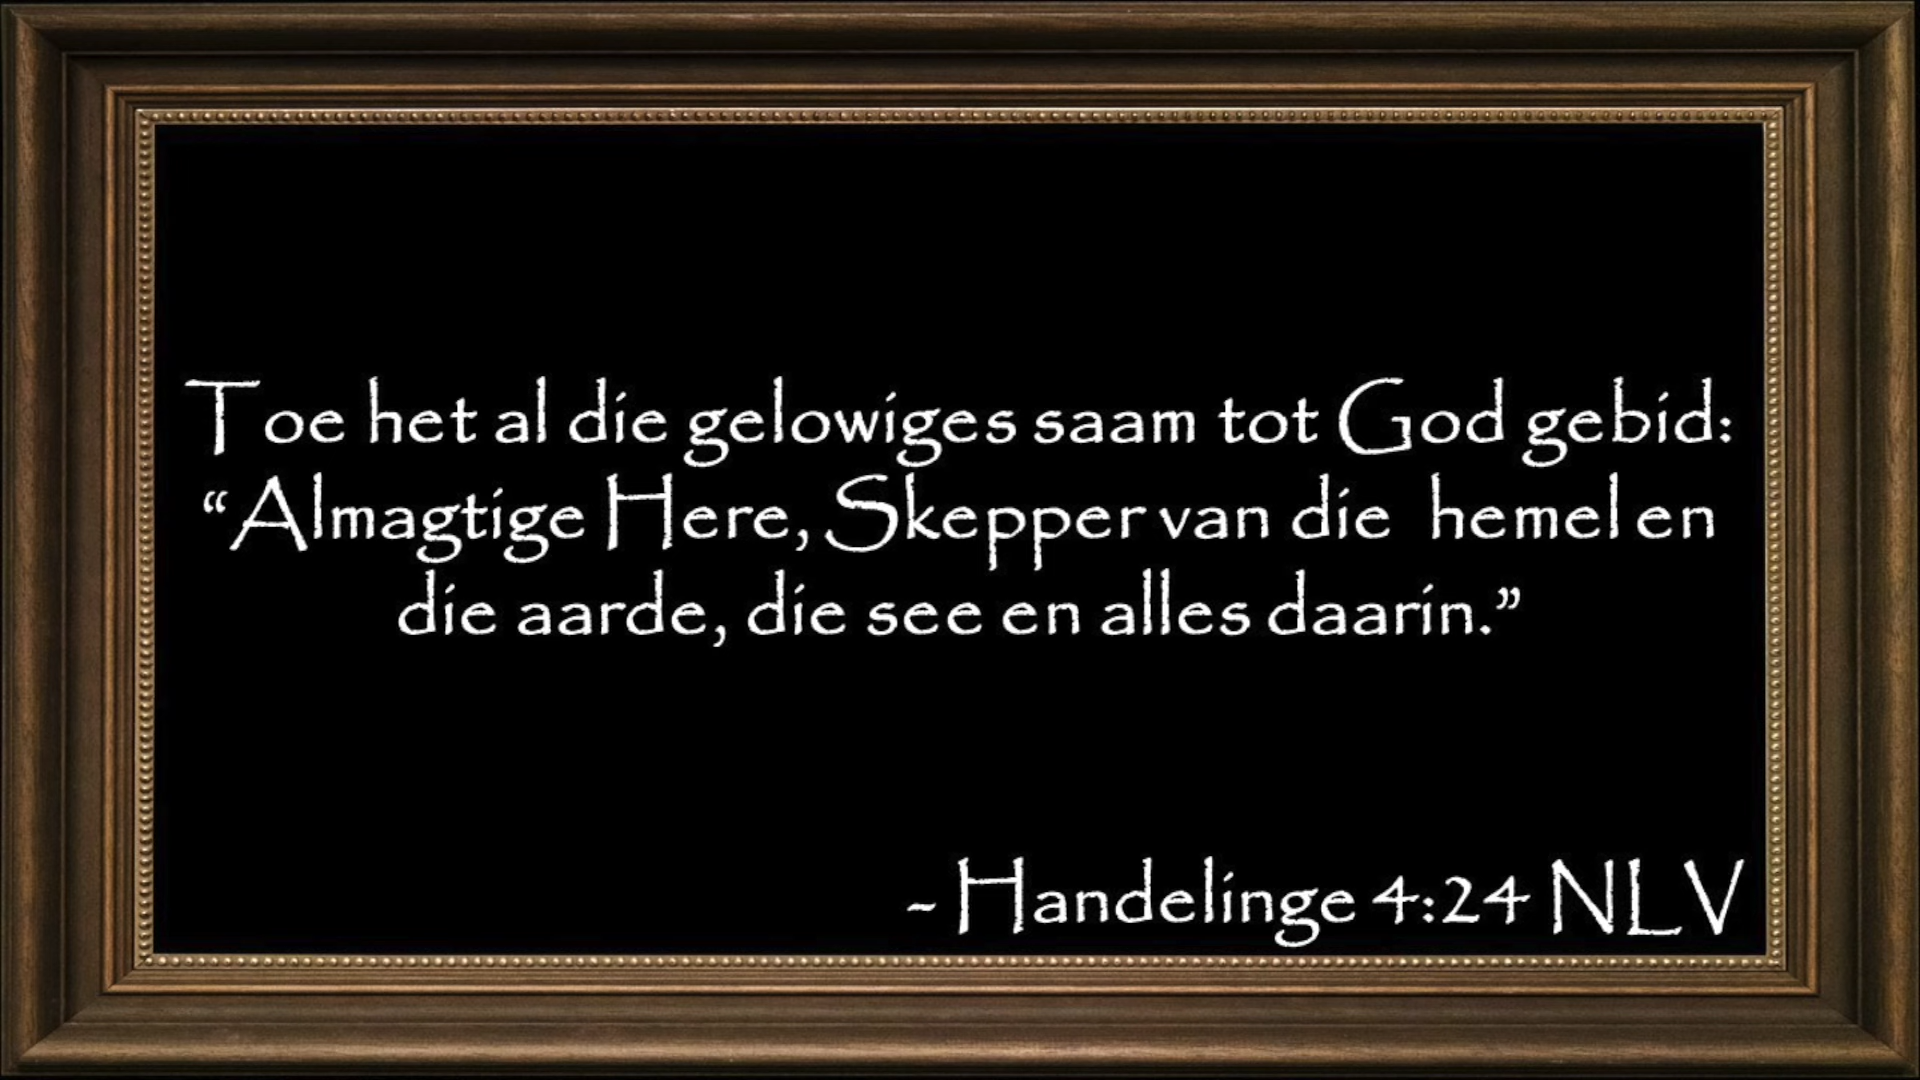 Toe het al die gelowiges saam tot God gebid:
“Almagtige Here, Skepper van die hemel en
die aarde, die see en alles daarin.”
- Handelinge 4:24 NLV